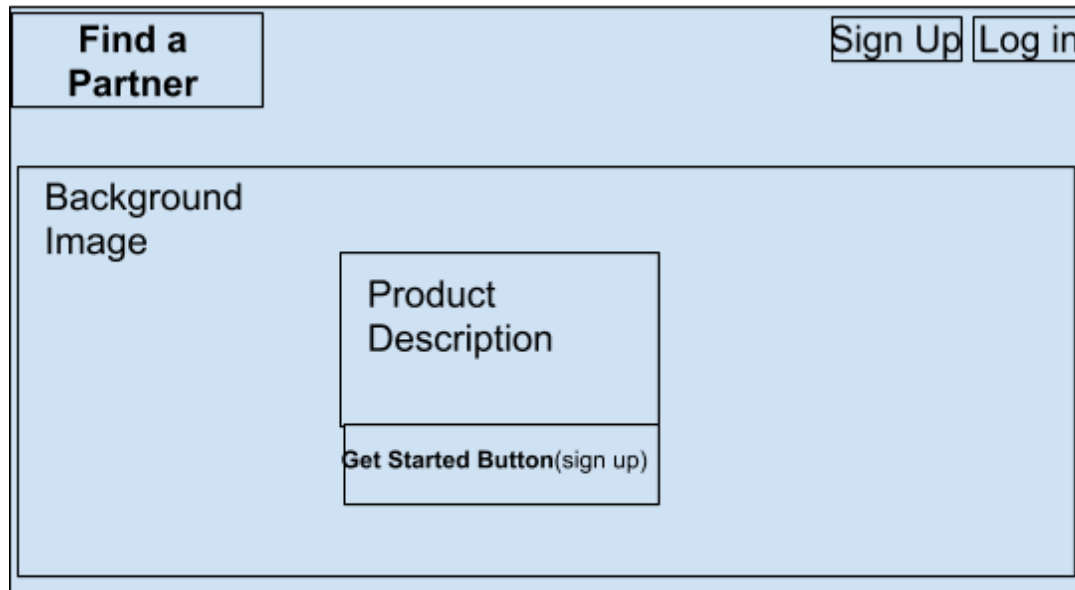 Find a
Partner
Sign Up
Log in
Background
Image
Product
Description
Get Started Button(sign up)